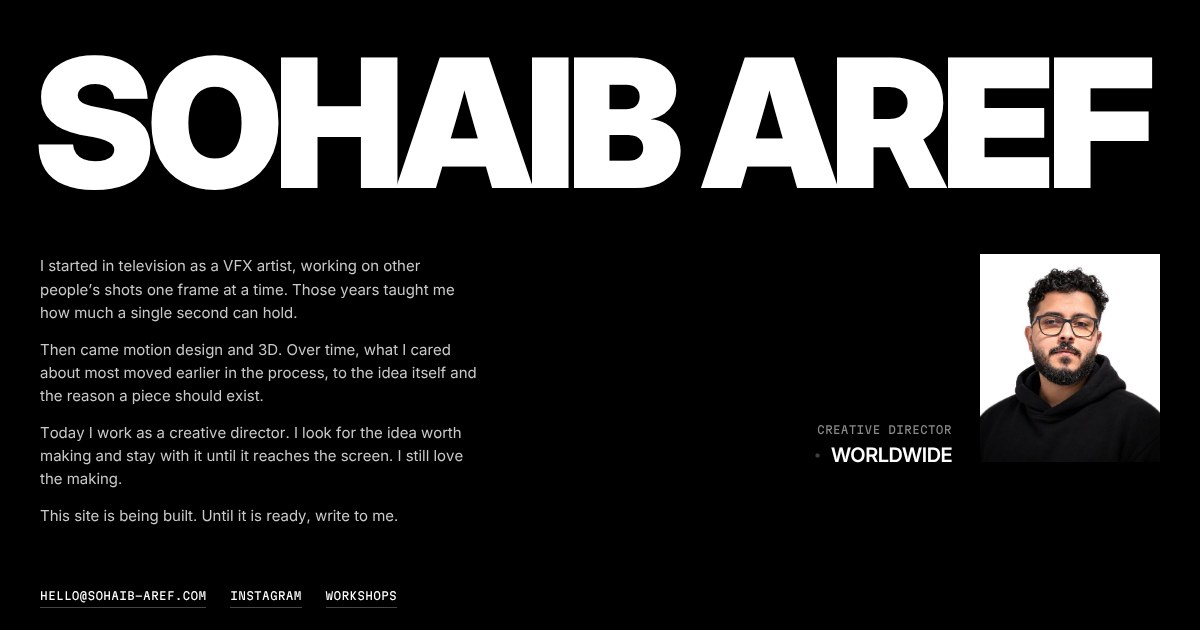 SOHAIB AREF
I started in television as a VFX artist, working on other
people’s shots one frame at a time. Those years taught me
how much a single second can hold.
Then came motion design and 3D. Over time, what I cared
about most moved earlier in the process, to the idea itself and
the reason a piece should exist.
Today I work as a creative director. I look for the idea worth
making and stay with it until it reaches the screen. I still love
the making.
This site is being built. Until it is ready, write to me.
CREATIVE DIRECTOR
WORLDWIDE
HELLO@SOHAIB-AREF.COM INSTAGRAM WORKSHOPS